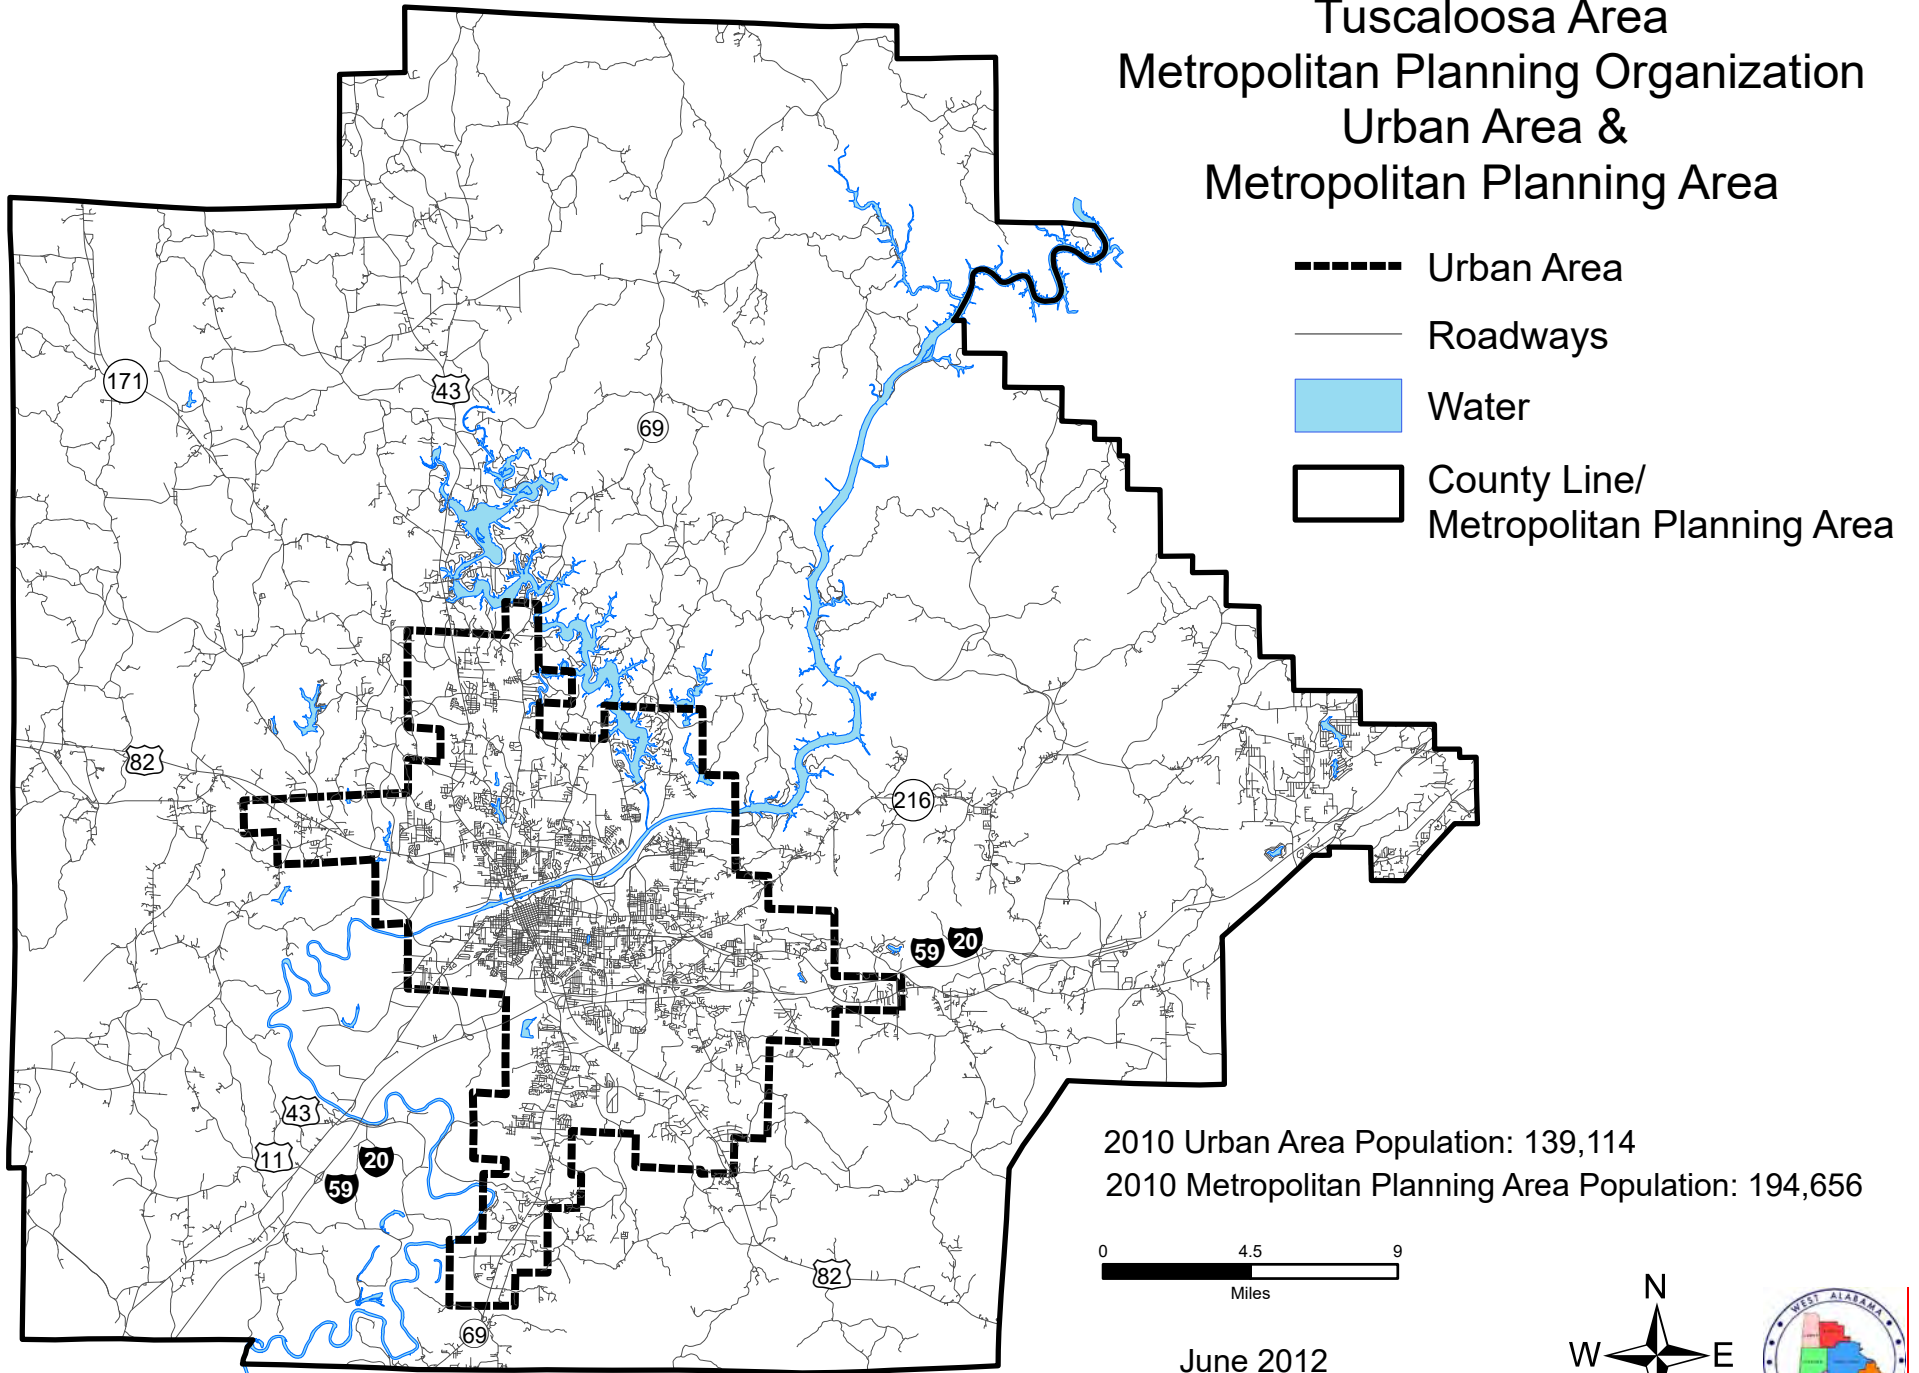 Tuscaloosa Area
Metropolitan Planning Organization
Urban Area &
Metropolitan Planning Area
Urban Area
Roadways
Water
County Line/
Metropolitan Planning Area
171
43
69
82
216
59
20
43
11
20
59
82
69
2010 Urban Area Population: 139,114
2010 Metropolitan Planning Area Population: 194,656
0 4.5 9
Miles
June 2012
N
W E
WEST ALABAMA